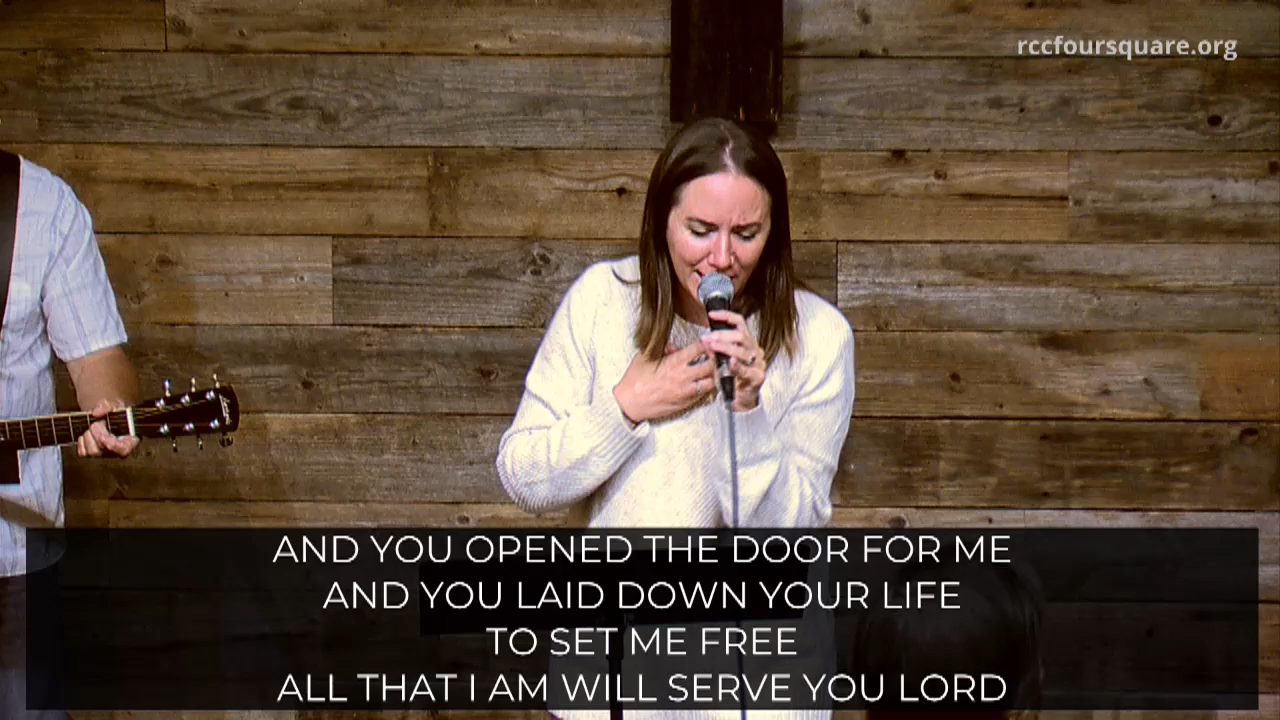 rccfoursquare.org
AND YOU OPENED THE DOOR FOR ME
AND YOU LAID DOWN YOUR LIFE
TO SET ME FREE
ALL THAT I AM WILL SERVE YOU LORD